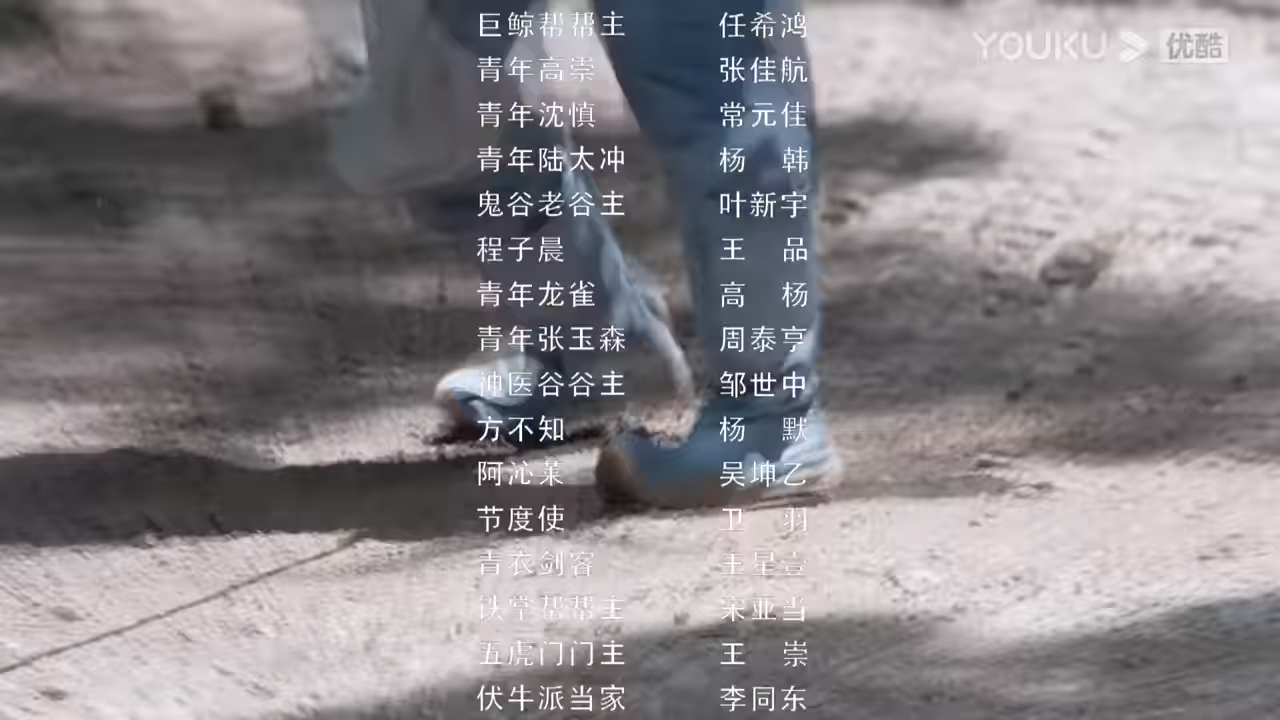 YOUKU 优酷
巨鲸帮帮主 任希鸿
青年高崇 张佳航
青年沈慎 常元佳
青年陆太冲 杨 韩
鬼谷老谷主 叶新宇
程子晨 王 品
青年龙雀 高 杨
青年张玉森 周泰亨
神医谷谷主 邹世中
方不知 杨 默
阿沁莱 吴坤乙
节度使 卫 羽
青衣剑客 王星壹
铁掌帮帮主 宋亚当
五虎门门主 王 崇
伏牛派当家 李同东